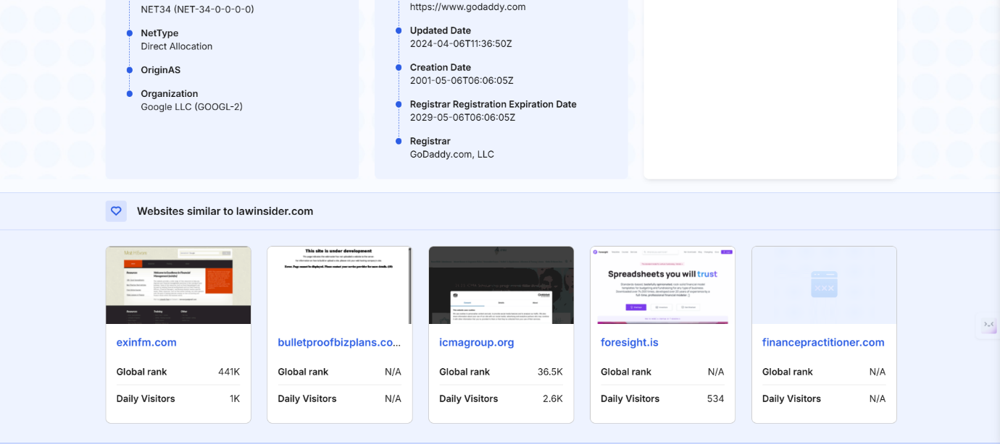 NET34 (NET-34-0-0-0-0)
NetType
Direct Allocation
OriginAS
Organization
Google LLC (GOOGL-2)
https://www.godaddy.com
Updated Date
2024-04-06T11:36:50Z
Creation Date
2001-05-06T06:06:05Z
Registrar Registration Expiration Date
2029-05-06T06:06:05Z
Registrar
GoDaddy.com, LLC
Websites similar to lawinsider.com
exinfm.com
Global rank 441K
Daily Visitors 1K
This site is under development
bulletproofbizplans.co...
Global rank N/A
Daily Visitors N/A
icmagroup.org
Global rank 36.5K
Daily Visitors 2.6K
Spreadsheets you will trust
foresight.is
Global rank N/A
Daily Visitors 534
financepractitioner.com
Global rank N/A
Daily Visitors N/A